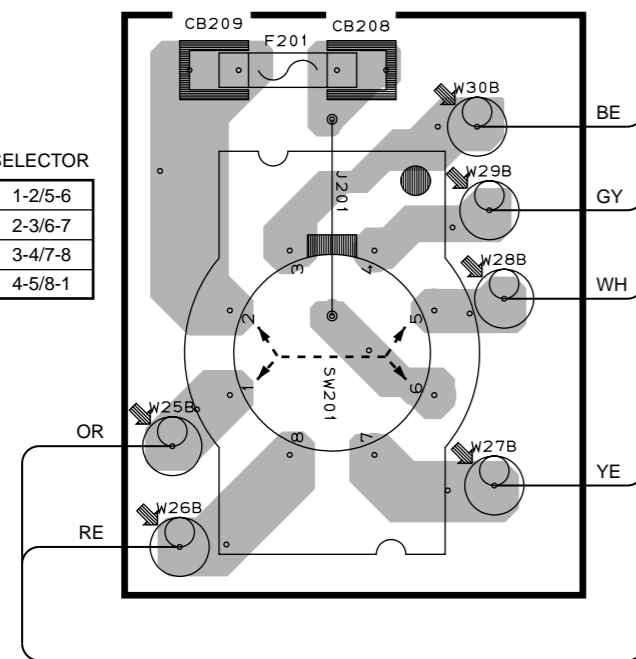 CB209
CB208
F201
W30B
BE
ELECTOR
J201
W29B
1-2/5-6
GY
2-3/6-7
3
4
3-4/7-8
W28B
4-5/8-1
WH
2
5
1
6
SW201
W25B
OR
8
7
W27B
YE
W26B
RE